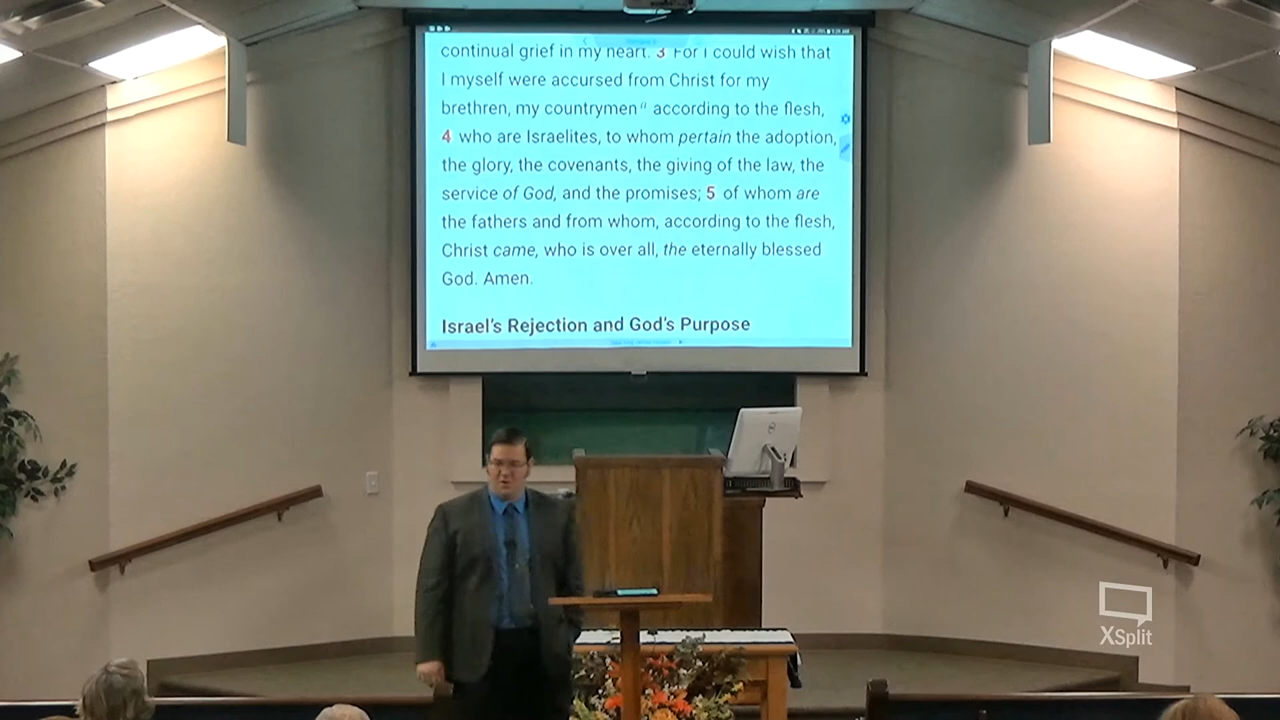 continual grief in my heart. 3 For I could wish that
I myself were accursed from Christ for my
brethren, my countrymen a according to the flesh,
4 who are Israelites, to whom pertain the adoption,
the glory, the covenants, the giving of the law, the
service of God, and the promises; 5 of whom are
the fathers and from whom, according to the flesh,
Christ came, who is over all, the eternally blessed
God. Amen.
Israel's Rejection and God's Purpose
XSplit